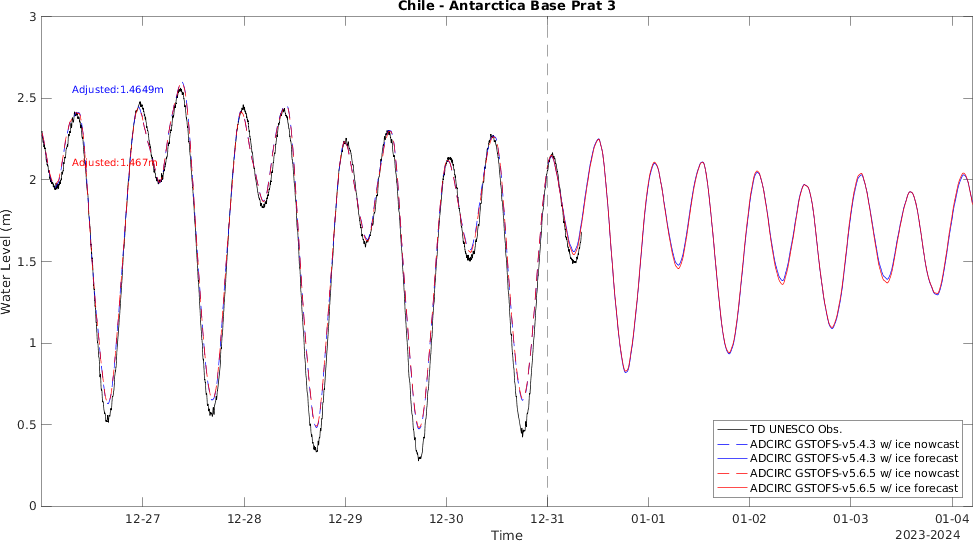 Chile - Antarctica Base Prat 3
3
2.5
2
1.5
1
0.5
0
Water Level (m)
Adjusted:1.4649m
Adjusted:1.467m
TD UNESCO Obs.
ADCIRC GSTOFS-v5.4.3 w/ ice nowcast
ADCIRC GSTOFS-v5.4.3 w/ ice forecast
ADCIRC GSTOFS-v5.6.5 w/ ice nowcast
ADCIRC GSTOFS-v5.6.5 w/ ice forecast
12-27 12-28 12-29 12-30 12-31 01-01 01-02 01-03 01-04
Time
2023-2024